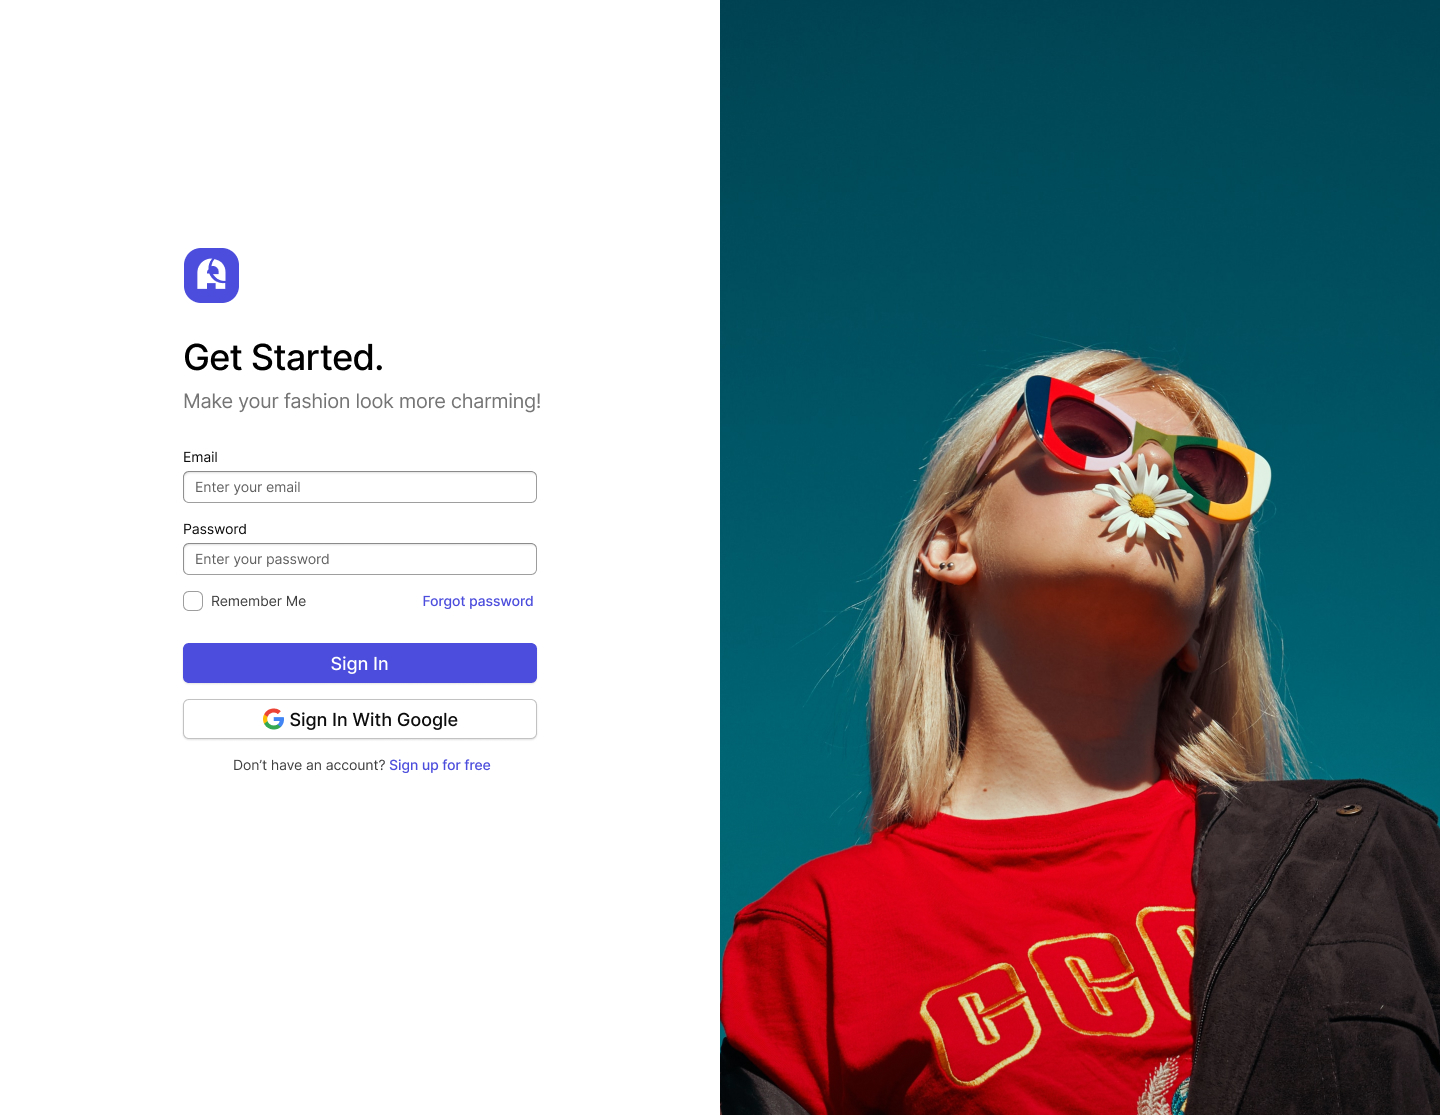 Get Started.
Make your fashion look more charming!
Email
Enter your email
Password
Enter your password
Remember Me
Forgot password
Sign In
Sign In With Google
Don’t have an account? Sign up for free
CCC